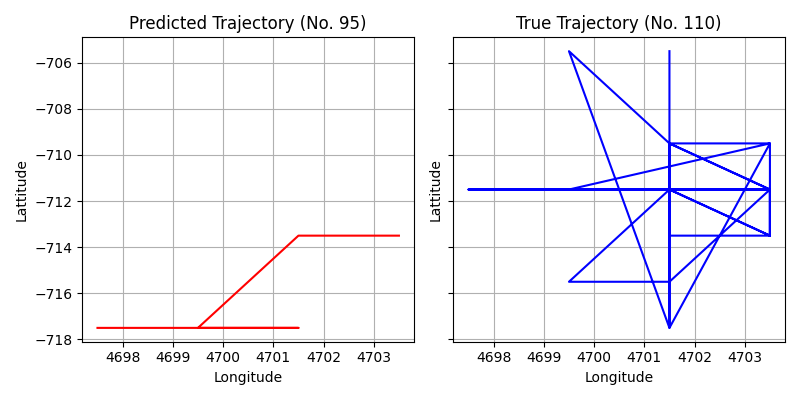 Predicted Trajectory (No. 95)
True Trajectory (No. 110)
Lattitude
−706
−708
−710
−712
−714
−716
−718
4698 4699 4700 4701 4702 4703
Longitude
Lattitude
4698 4699 4700 4701 4702 4703
Longitude